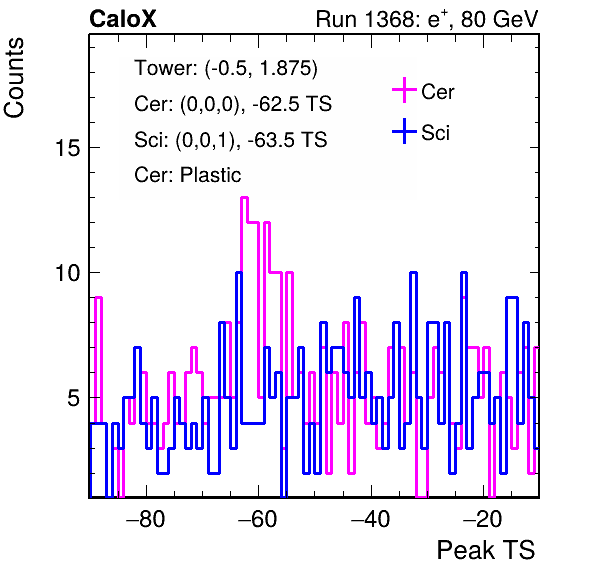 CaloX Run 1368: e⁺, 80 GeV
Counts
Tower: (-0.5, 1.875)
Cer: (0,0,0), -62.5 TS
Sci: (0,0,1), -63.5 TS
Cer: Plastic
Cer
Sci
15
10
5
−80 −60 −40 −20
Peak TS